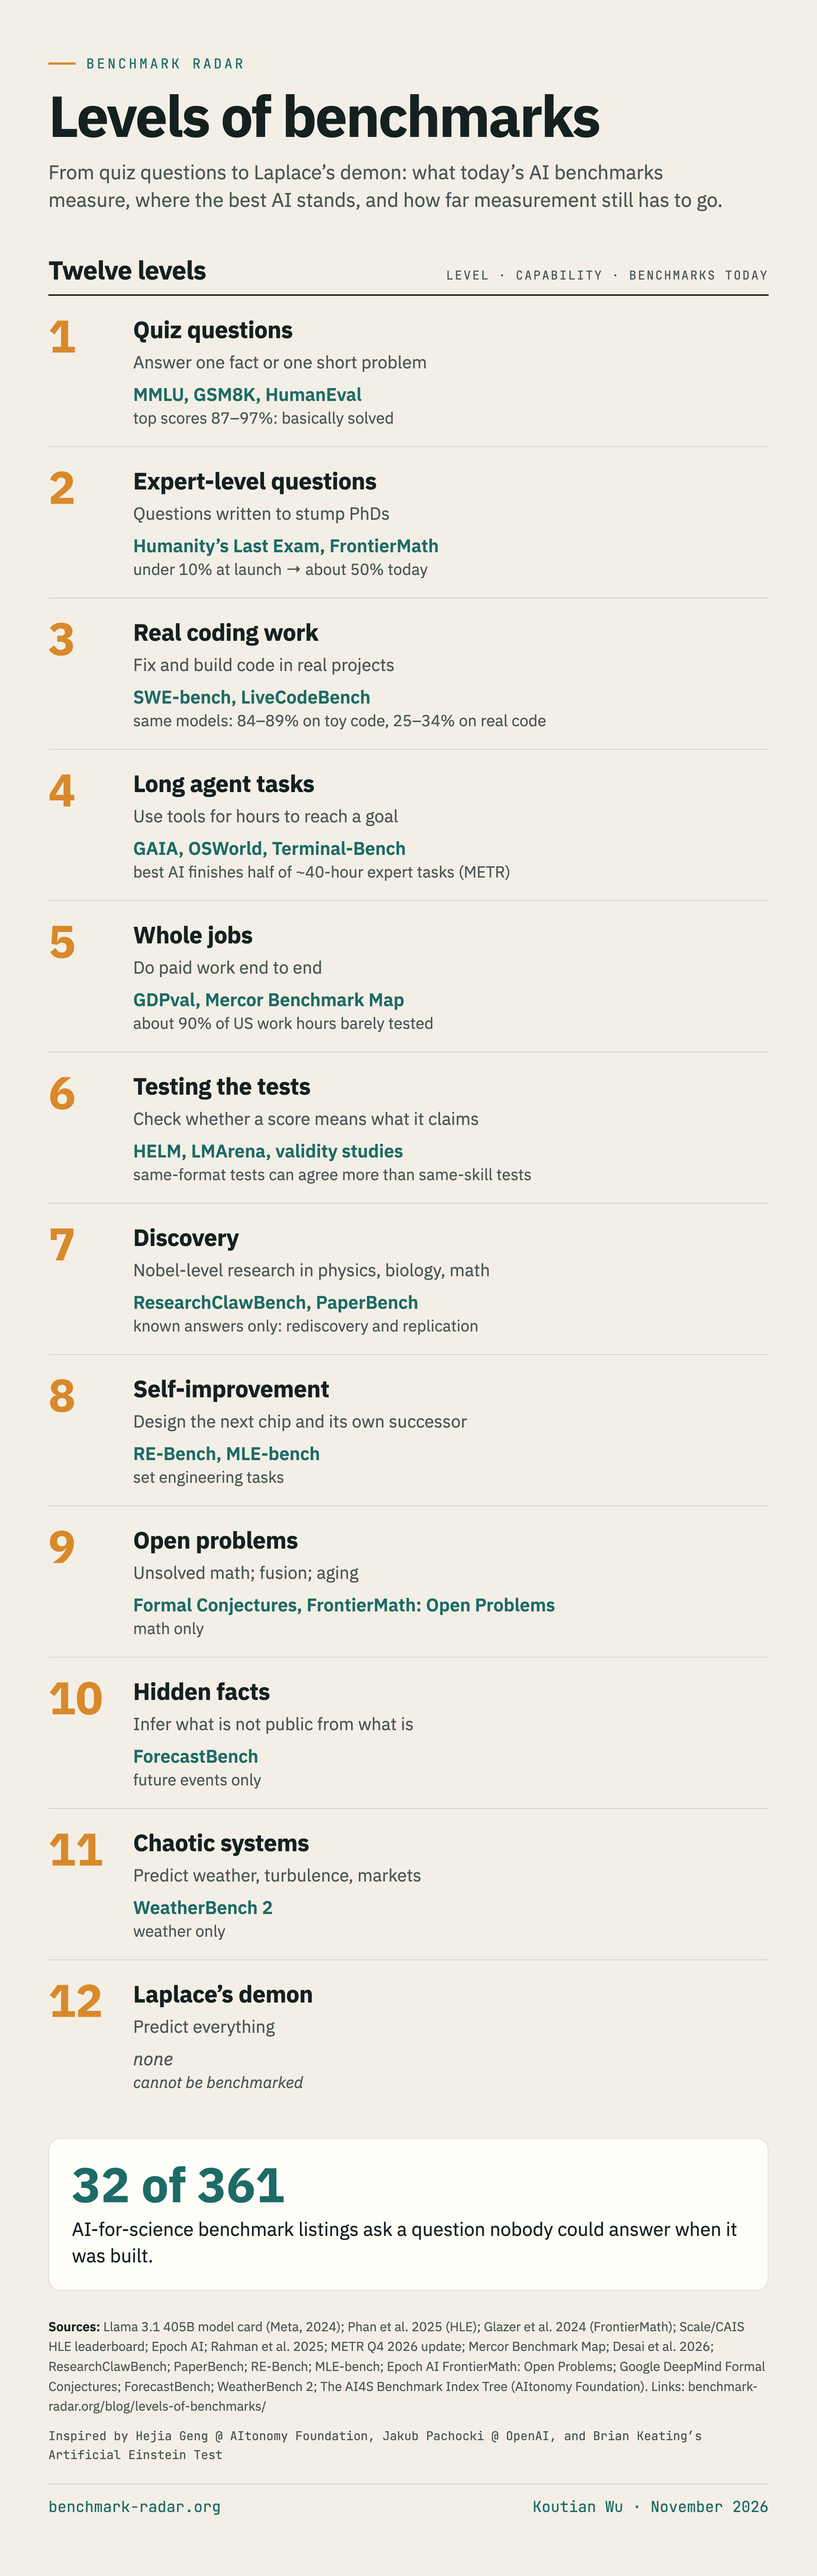 BENCHMARK RADAR
Levels of benchmarks
From quiz questions to Laplace’s demon: what today’s AI benchmarks
measure, where the best AI stands, and how far measurement still has to go.
Twelve levels
LEVEL · CAPABILITY · BENCHMARKS TODAY
1
Quiz questions
Answer one fact or one short problem
MMLU, GSM8K, HumanEval
top scores 87–97%: basically solved
2
Expert-level questions
Questions written to stump PhDs
Humanity’s Last Exam, FrontierMath
under 10% at launch → about 50% today
3
Real coding work
Fix and build code in real projects
SWE-bench, LiveCodeBench
same models: 84–89% on toy code, 25–34% on real code
4
Long agent tasks
Use tools for hours to reach a goal
GAIA, OSWorld, Terminal-Bench
best AI finishes half of ~40-hour expert tasks (METR)
5
Whole jobs
Do paid work end to end
GDPval, Mercor Benchmark Map
about 90% of US work hours barely tested
6
Testing the tests
Check whether a score means what it claims
HELM, LMArena, validity studies
same-format tests can agree more than same-skill tests
7
Discovery
Nobel-level research in physics, biology, math
ResearchClawBench, PaperBench
known answers only: rediscovery and replication
8
Self-improvement
Design the next chip and its own successor
RE-Bench, MLE-bench
set engineering tasks
9
Open problems
Unsolved math; fusion; aging
Formal Conjectures, FrontierMath: Open Problems
math only
10
Hidden facts
Infer what is not public from what is
ForecastBench
future events only
11
Chaotic systems
Predict weather, turbulence, markets
WeatherBench 2
weather only
12
Laplace’s demon
Predict everything
none
cannot be benchmarked
32 of 361
AI-for-science benchmark listings ask a question nobody could answer when it
was built.
Sources: Llama 3.1 405B model card (Meta, 2024); Phan et al. 2025 (HLE); Glazer et al. 2024 (FrontierMath); Scale/CAIS
HLE leaderboard; Epoch AI; Rahman et al. 2025; METR Q4 2026 update; Mercor Benchmark Map; Desai et al. 2026;
ResearchClawBench; PaperBench; RE-Bench; MLE-bench; Epoch AI FrontierMath: Open Problems; Google DeepMind Formal
Conjectures; ForecastBench; WeatherBench 2; The AI4S Benchmark Index Tree (AItonomy Foundation). Links: benchmark-
radar.org/blog/levels-of-benchmarks/
Inspired by Hejia Geng @ AItonomy Foundation, Jakub Pachocki @ OpenAI, and Brian Keating’s
Artificial Einstein Test
benchmark-radar.org
Koutian Wu · November 2026